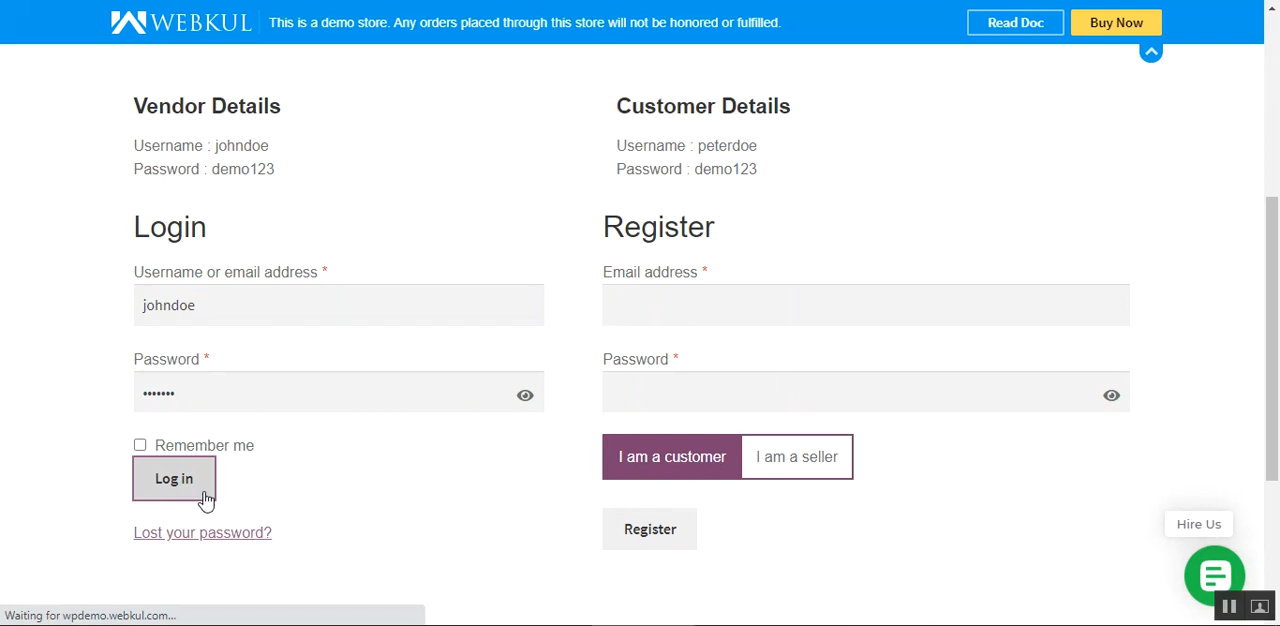 WEBKUL
This is a demo store. Any orders placed through this store will not be honored or fulfilled.
Read Doc
Buy Now
Vendor Details
Username : johndoe
Password : demo123
Customer Details
Username : peterdoe
Password : demo123
Login
Username or email address *
johndoe
Password *
•••••••
Remember me
Log in
Lost your password?
Register
Email address *
Password *
I am a customer
I am a seller
Register
Hire Us
Waiting for wpdemo.webkul.com...